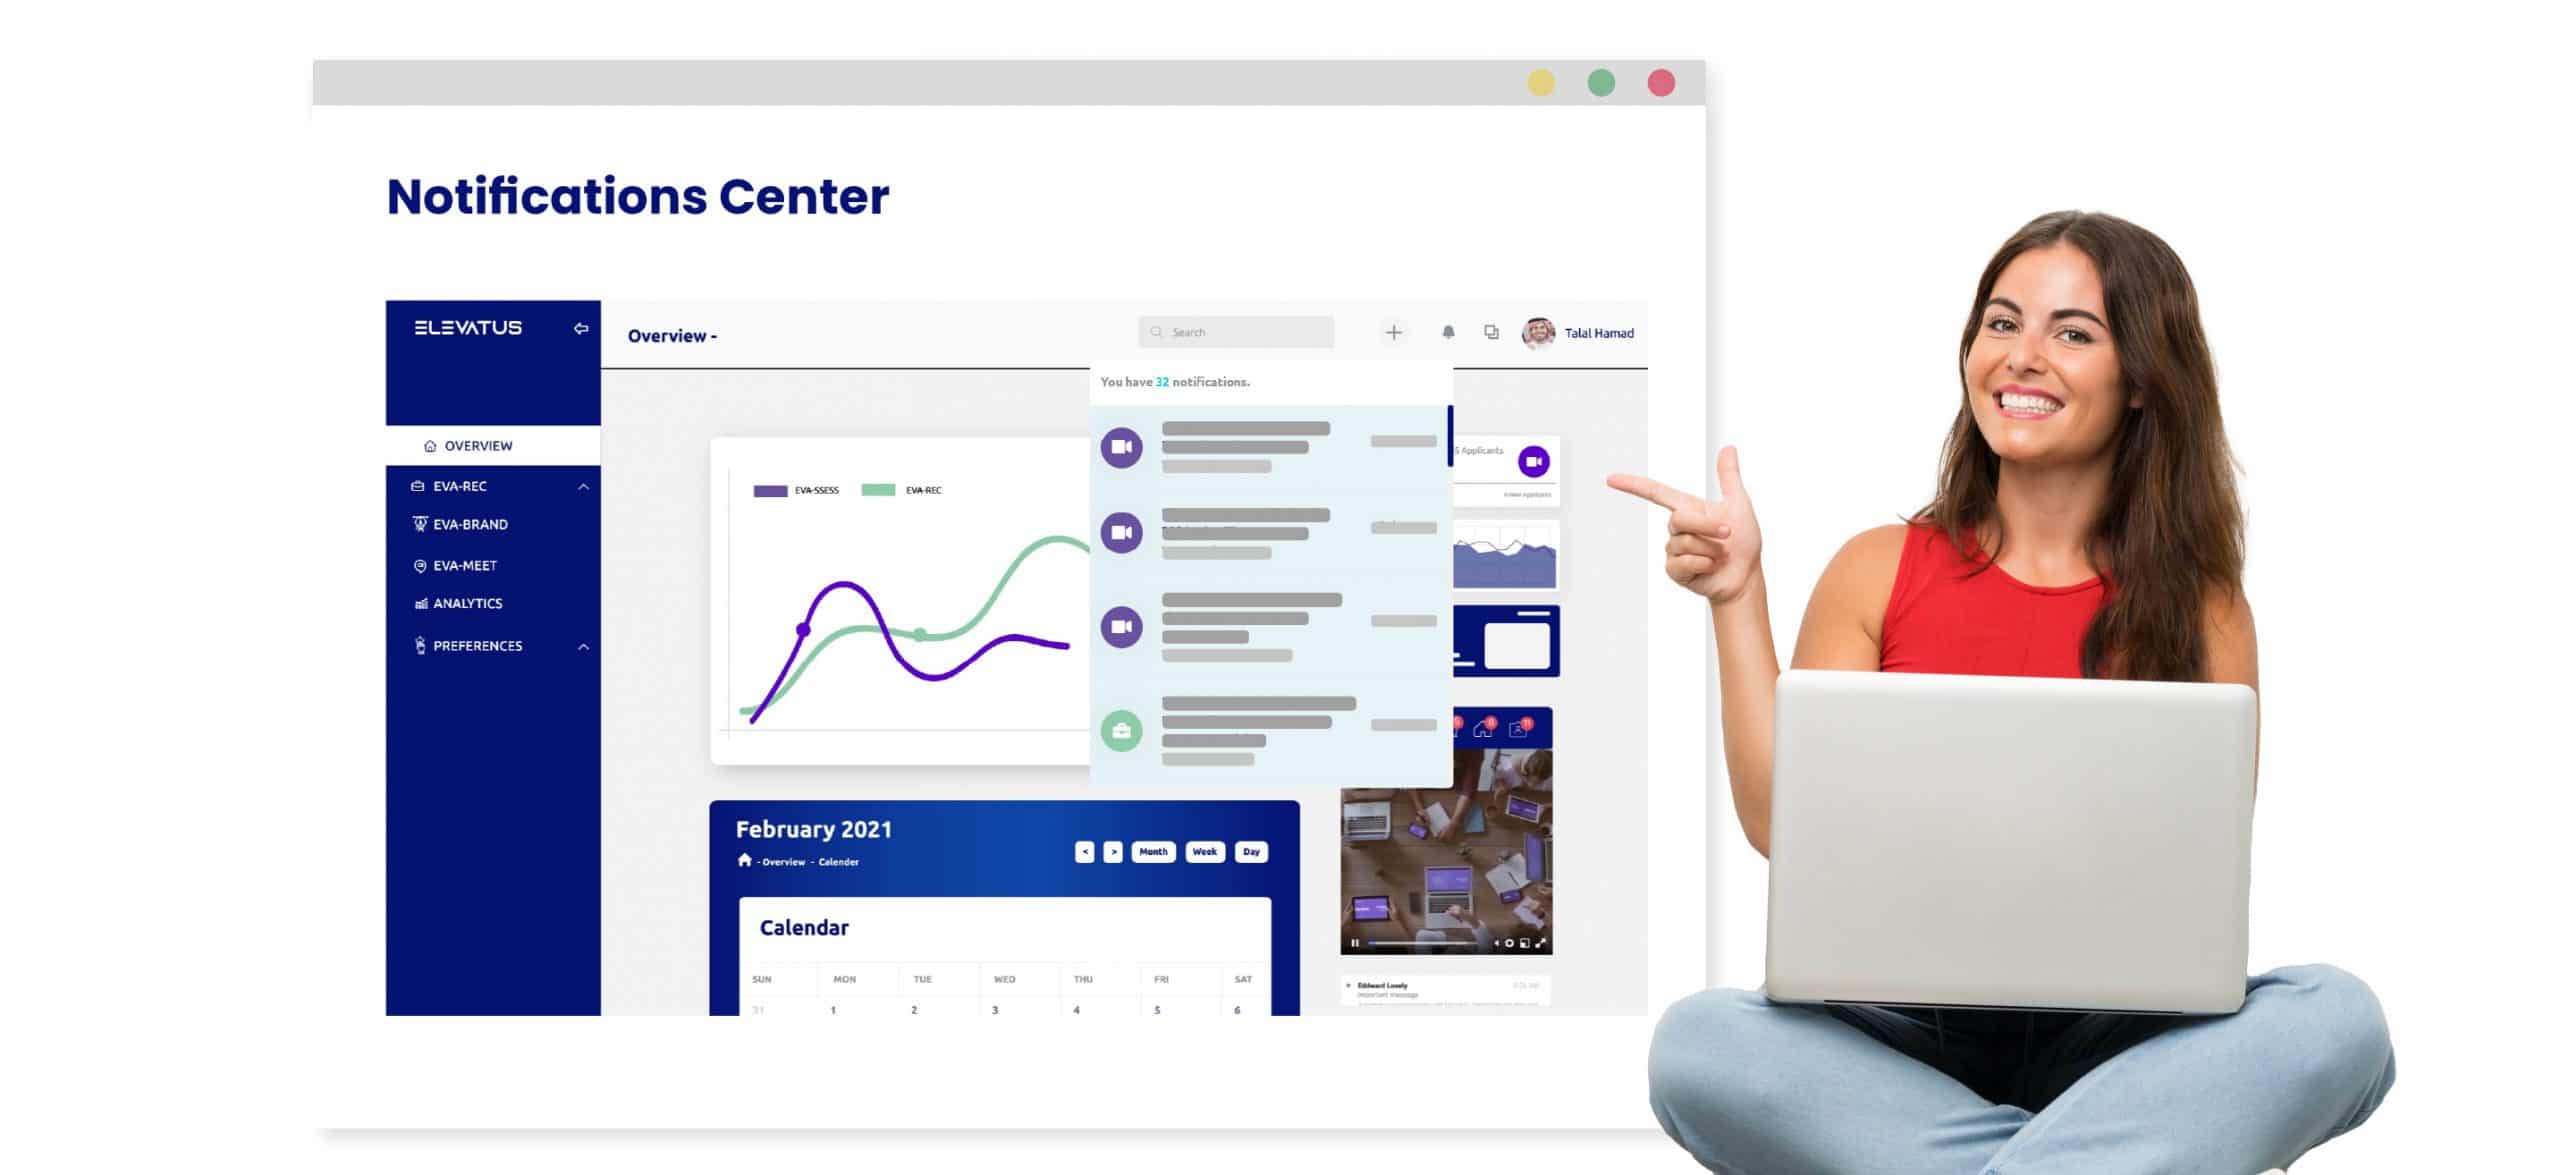 Notifications Center
ELEVATUS
Overview -
Search
Talal Hamad
You have 32 notifications.
OVERVIEW
EVA-REC
EVA-BRAND
EVA-MEET
ANALYTICS
PREFERENCES
EVA-SSESS
EVA-REC
Applicants
February 2021
- Overview - Calender
<
>
Month
Week
Day
Calendar
SUN MON TUE WED THU FRI SAT
31 1 2 3 4 5 6
11
Eddward Lonely
Important message